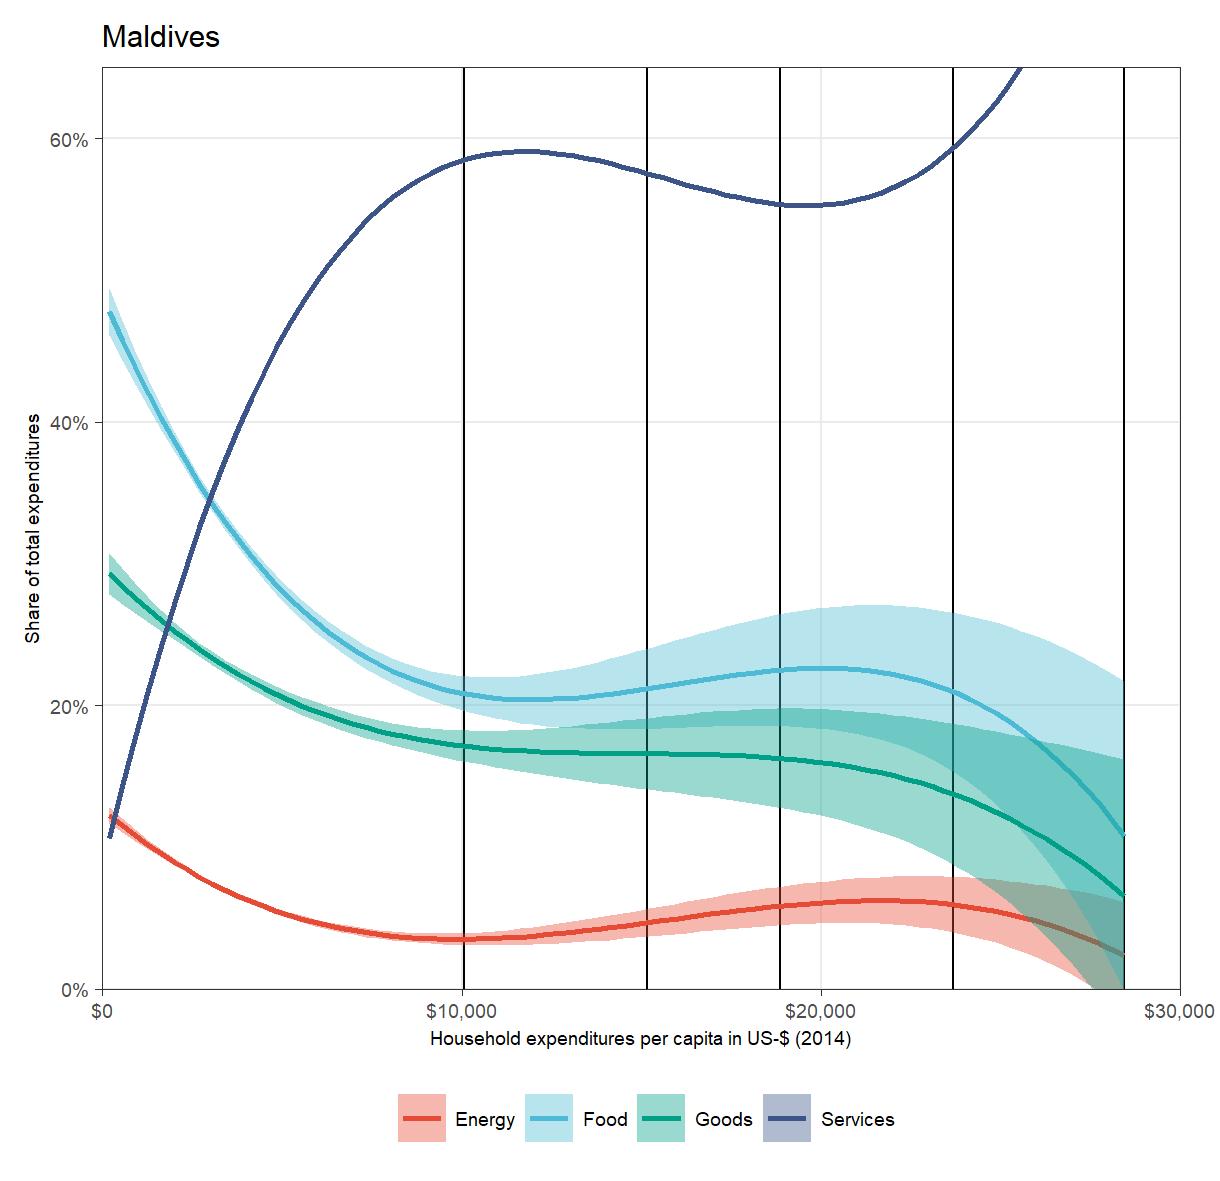 Maldives
60%
40%
20%
0%
Share of total expenditures
$0 $10,000 $20,000 $30,000
Household expenditures per capita in US-$ (2014)
Energy Food Goods Services